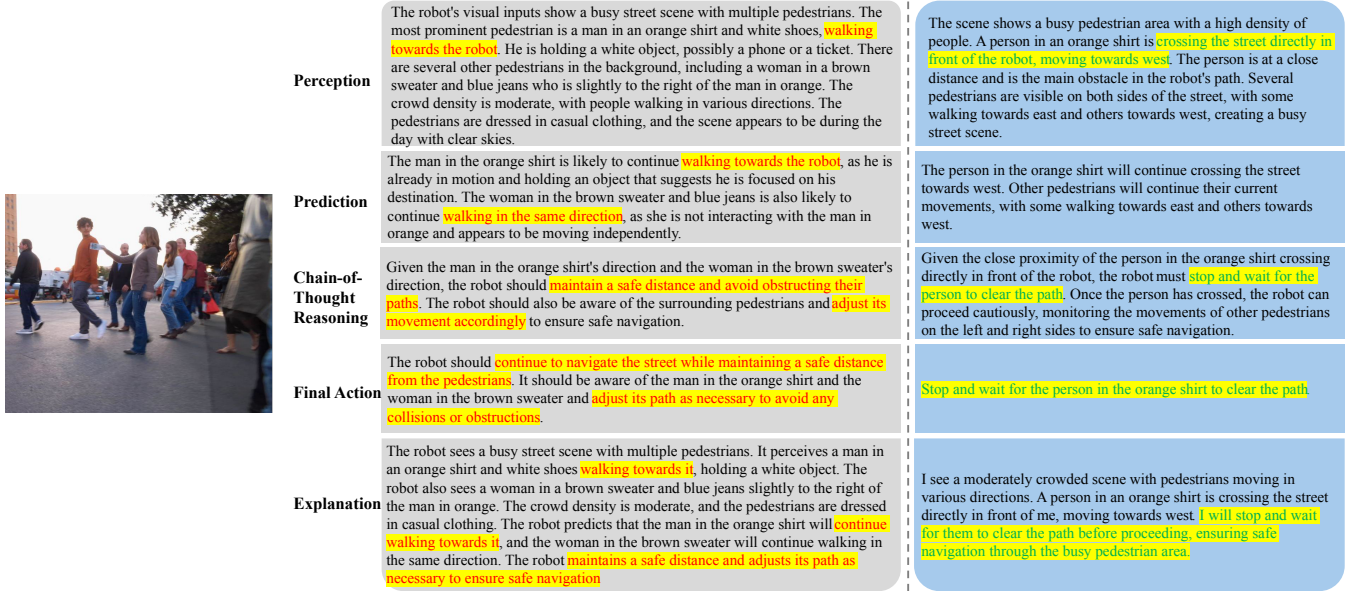 Perception
The robot's visual inputs show a busy street scene with multiple pedestrians. The
most prominent pedestrian is a man in an orange shirt and white shoes, walking
towards the robot. He is holding a white object, possibly a phone or a ticket. There
are several other pedestrians in the background, including a woman in a brown
sweater and blue jeans who is slightly to the right of the man in orange. The
crowd density is moderate, with people walking in various directions. The
pedestrians are dressed in casual clothing, and the scene appears to be during the
day with clear skies.
The scene shows a busy pedestrian area with a high density of
people. A person in an orange shirt is crossing the street directly in
front of the robot, moving towards west. The person is at a close
distance and is the main obstacle in the robot's path. Several
pedestrians are visible on both sides of the street, with some
walking towards east and others towards west, creating a busy
street scene.
Prediction
The man in the orange shirt is likely to continue walking towards the robot, as he is
already in motion and holding an object that suggests he is focused on his
destination. The woman in the brown sweater and blue jeans is also likely to
continue walking in the same direction, as she is not interacting with the man in
orange and appears to be moving independently.
The person in the orange shirt will continue crossing the street
towards west. Other pedestrians will continue their current
movements, with some walking towards east and others towards
west.
Chain-of-
Thought
Reasoning
Given the man in the orange shirt's direction and the woman in the brown sweater's
direction, the robot should maintain a safe distance and avoid obstructing their
paths. The robot should also be aware of the surrounding pedestrians and adjust its
movement accordingly to ensure safe navigation.
Given the close proximity of the person in the orange shirt crossing
directly in front of the robot, the robot must stop and wait for the
person to clear the path. Once the person has crossed, the robot can
proceed cautiously, monitoring the movements of other pedestrians
on the left and right sides to ensure safe navigation.
Final Action
The robot should continue to navigate the street while maintaining a safe distance
from the pedestrians. It should be aware of the man in the orange shirt and the
woman in the brown sweater and adjust its path as necessary to avoid any
collisions or obstructions.
Stop and wait for the person in the orange shirt to clear the path
Explanation
The robot sees a busy street scene with multiple pedestrians. It perceives a man in
an orange shirt and white shoes walking towards it, holding a white object. The
robot also sees a woman in a brown sweater and blue jeans slightly to the right of
the man in orange. The crowd density is moderate, and the pedestrians are dressed
in casual clothing. The robot predicts that the man in the orange shirt will continue
walking towards it, and the woman in the brown sweater will continue walking in
the same direction. The robot maintains a safe distance and adjusts its path as
necessary to ensure safe navigation
I see a moderately crowded scene with pedestrians moving in
various directions. A person in an orange shirt is crossing the street
directly in front of me, moving towards west. I will stop and wait
for them to clear the path before proceeding, ensuring safe
navigation through the busy pedestrian area.